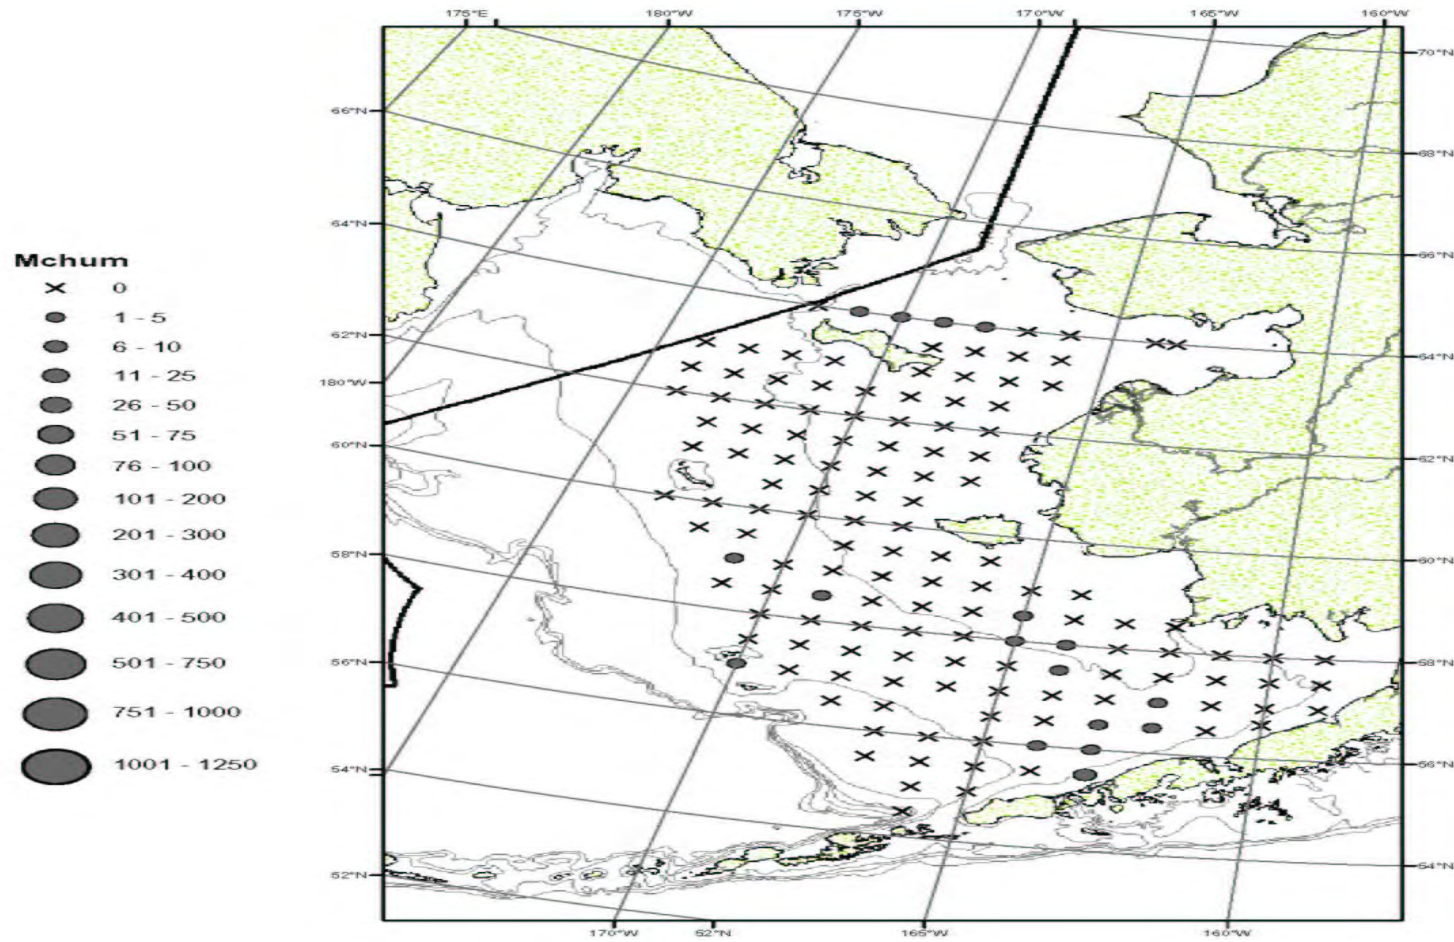 175°E 180°W 175°W 170°W 165°W 160°W
70°N
66°N
68°N
64°N
66°N
Mchum
0
1 - 5
6 - 10
11 - 25
26 - 50
51 - 75
76 - 100
101 - 200
201 - 300
301 - 400
401 - 500
501 - 750
751 - 1000
1001 - 1250
62°N
64°N
180°W
60°N
62°N
58°N
60°N
56°N
58°N
54°N
56°N
52°N
54°N
170°W 52°N 165°W 160°W